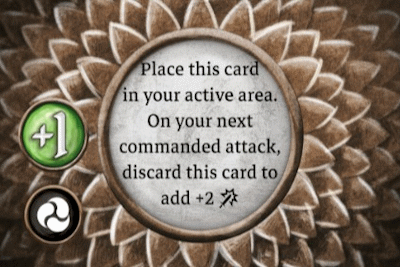 Place this card
in your active area.
On your next
commanded attack,
discard this card to
add +2
+1